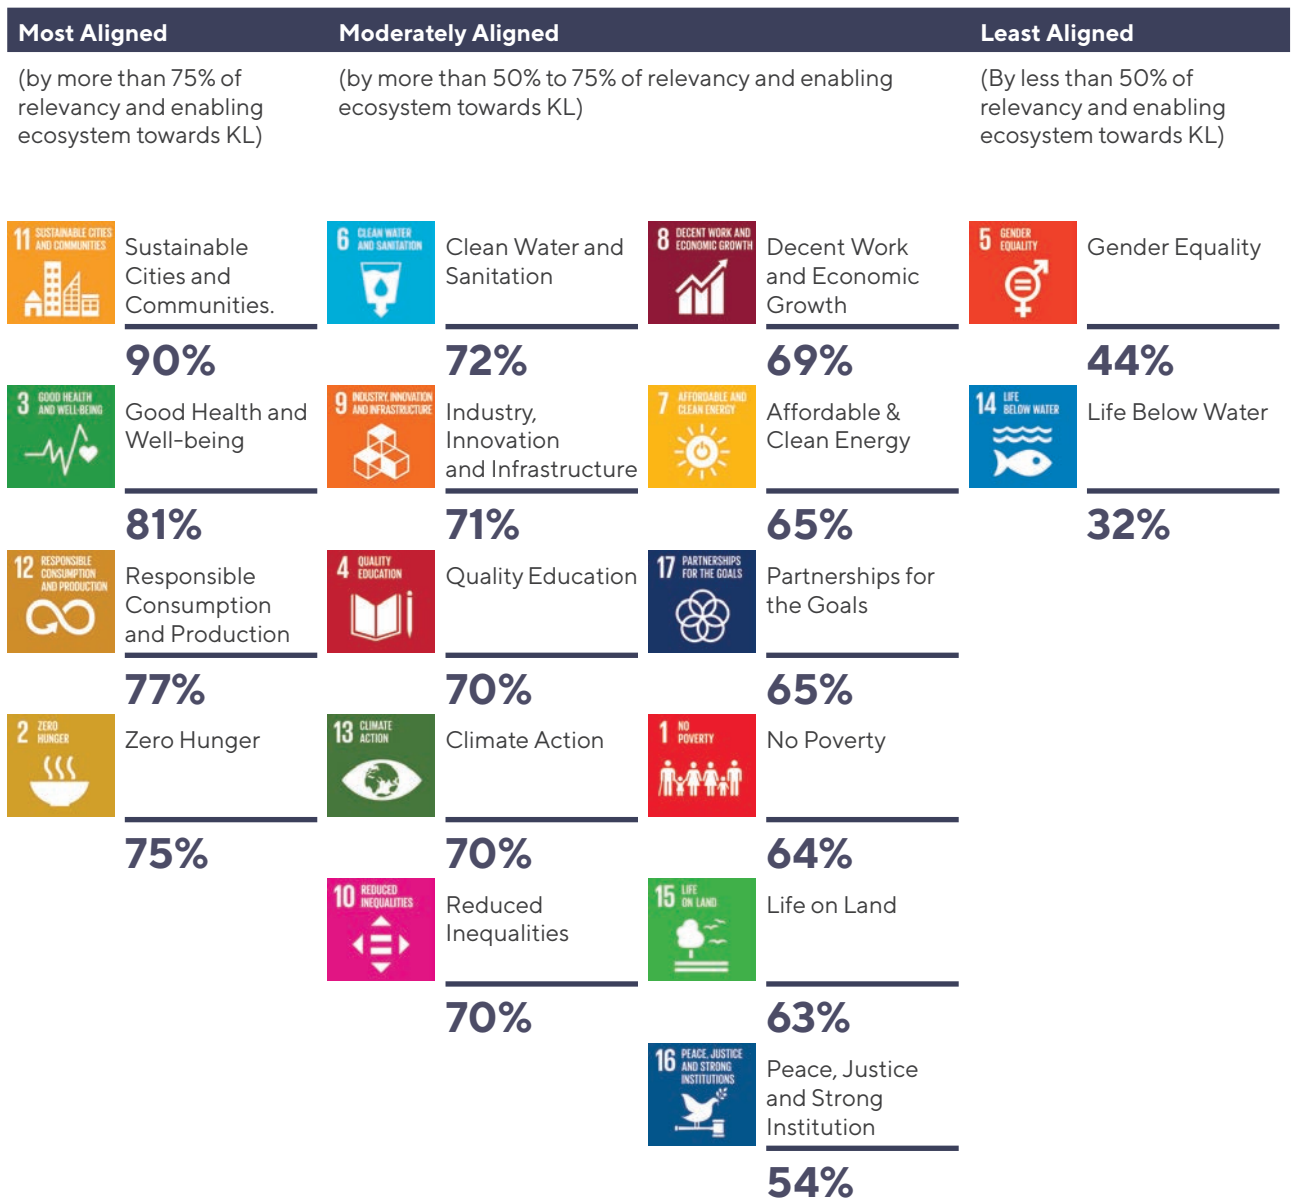 Most Aligned
(by more than 75% of
relevancy and enabling
ecosystem towards KL)
Moderately Aligned
(by more than 50% to 75% of relevancy and enabling
ecosystem towards KL)
Least Aligned
(By less than 50% of
relevancy and enabling
ecosystem towards KL)
11 SUSTAINABLE CITIES
AND COMMUNITIES
Sustainable
Cities and
Communities.
90%
3 GOOD HEALTH
AND WELL-BEING
Good Health and
Well-being
81%
12 RESPONSIBLE
CONSUMPTION
AND PRODUCTION
Responsible
Consumption
and Production
77%
2 ZERO
HUNGER
Zero Hunger
75%
6 CLEAN WATER
AND SANITATION
Clean Water and
Sanitation
72%
9 INDUSTRY, INNOVATION
AND INFRASTRUCTURE
Industry,
Innovation
and Infrastructure
71%
4 QUALITY
EDUCATION
Quality Education
70%
13 CLIMATE
ACTION
Climate Action
70%
10 REDUCED
INEQUALITIES
Reduced
Inequalities
70%
8 DECENT WORK AND
ECONOMIC GROWTH
Decent Work
and Economic
Growth
69%
7 AFFORDABLE AND
CLEAN ENERGY
Affordable &
Clean Energy
65%
17 PARTNERSHIPS
FOR THE GOALS
Partnerships for
the Goals
65%
1 NO
POVERTY
No Poverty
64%
15 LIFE
ON LAND
Life on Land
63%
16 PEACE, JUSTICE
AND STRONG
INSTITUTIONS
Peace, Justice
and Strong
Institution
54%
5 GENDER
EQUALITY
Gender Equality
44%
14 LIFE
BELOW WATER
Life Below Water
32%